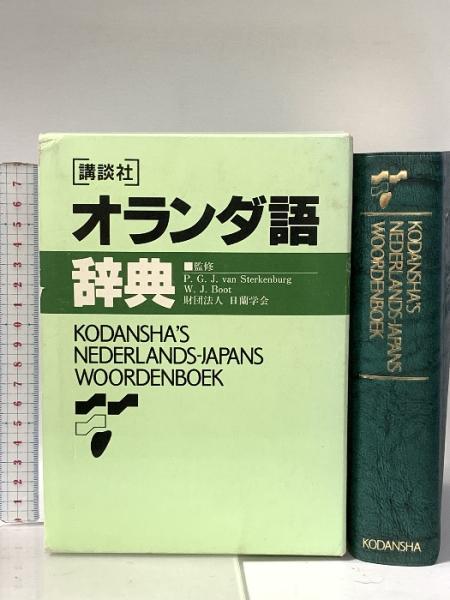 [講談社]
オランダ語
辞典
■監修
P. G. J. van Sterkenburg
W. J. Boot
財団法人 日蘭学会
KODANSHA'S
NEDERLANDS-JAPANS
WOORDENBOEK
KODANSHA'S
NEDERLANDS-JAPANS
WOORDENBOEK
KODANSHA